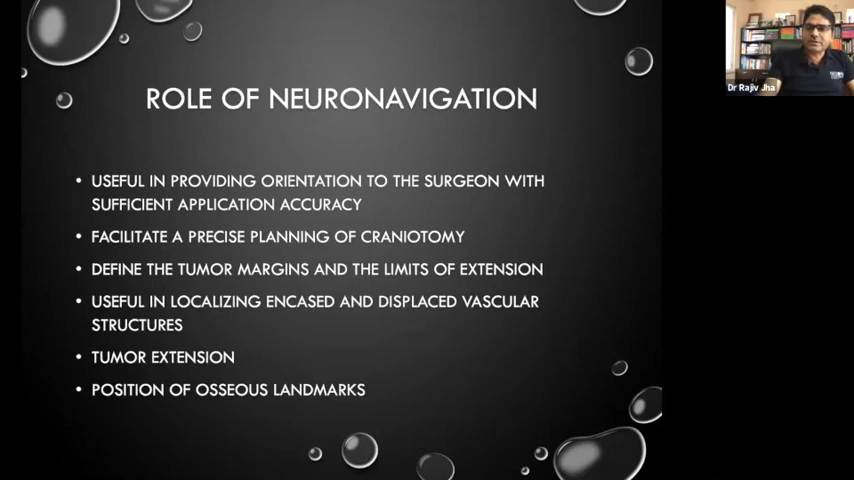 ROLE OF NEURONAVIGATION
• USEFUL IN PROVIDING ORIENTATION TO THE SURGEON WITH
SUFFICIENT APPLICATION ACCURACY
• FACILITATE A PRECISE PLANNING OF CRANIOTOMY
• DEFINE THE TUMOR MARGINS AND THE LIMITS OF EXTENSION
• USEFUL IN LOCALIZING ENCASED AND DISPLACED VASCULAR
STRUCTURES
• TUMOR EXTENSION
• POSITION OF OSSEOUS LANDMARKS
Dr Rajiv Jha